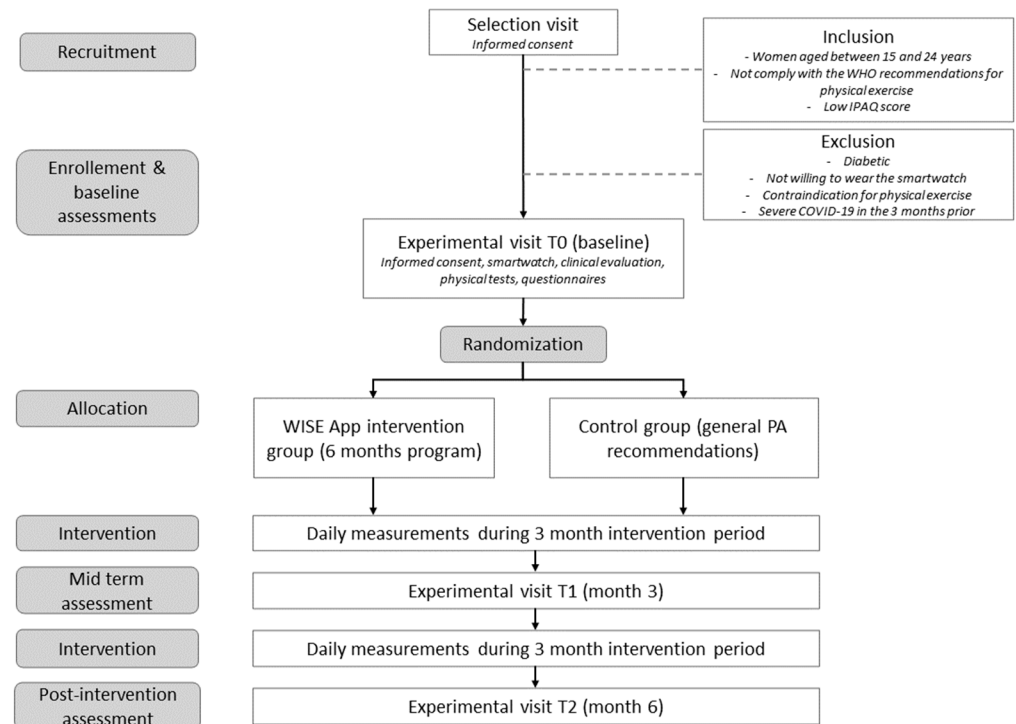 Recruitment
Selection visit
Informed consent
Inclusion
- Women aged between 15 and 24 years
- Not comply with the WHO recommendations for
physical exercise
- Low IPAQ score
Enrollement &
baseline
assessments
Exclusion
- Diabetic
- Not willing to wear the smartwatch
- Contraindication for physical exercise
- Severe COVID-19 in the 3 months prior
Experimental visit T0 (baseline)
Informed consent, smartwatch, clinical evaluation,
physical tests, questionnaires
Randomization
Allocation
WISE App intervention
group (6 months program)
Control group (general PA
recommendations)
Intervention
Daily measurements during 3 month intervention period
Mid term
assessment
Experimental visit T1 (month 3)
Intervention
Daily measurements during 3 month intervention period
Post-intervention
assessment
Experimental visit T2 (month 6)